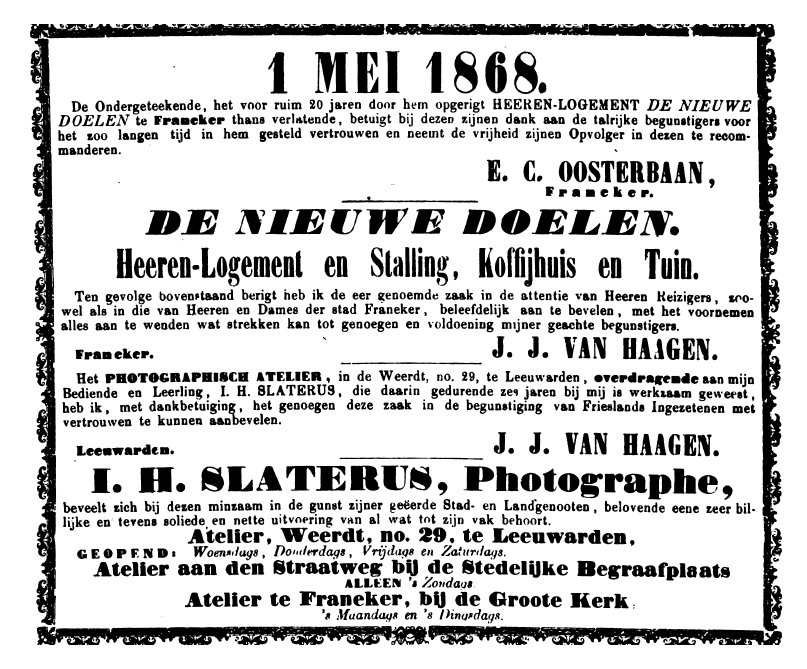 1 MEI 1868.
De Ondergeteekende, het voor ruim 20 jaren door hem opgerigt HEEREN-LOGEMENT DE NIEUWE
DOELEN te Franeker thans verlatende, betuigt bij dezen zijnen dank aan de talrijke begunstigers voor
het zoo langen tijd in hem gesteld vertrouwen en neemt de vrijheid zijnen Opvolger in dezen te recom-
manderen.
E. C. OOSTERBAAN,
Franeker.
DE NIEUWE DOELEN.
Heeren-Logement en Stalling, Koffijhuis en Tuin.
Ten gevolge bovenstaand berigt heb ik de eer genoemde zaak in de attentie van Heeren Reizigers, zoo-
wel als in die van Heeren en Dames der stad Franeker, beleefdelijk aan te bevelen, met het voornemen
alles aan te wenden wat strekken kan tot genoegen en voldoening mijner geachte begunstigers.
Franeker.
J. J. VAN HAAGEN.
Het PHOTOGRAPHISCH ATELIER, in de Weerdt, no. 29, te Leeuwarden, overdragende aan mijn
Bediende en Leerling, I. H. SLATERUS, die daarin gedurende zes jaren bij mij is werkzaam geweest,
heb ik, met dankbetuiging, het genoegen deze zaak in de begunstiging van Frieslands Ingezetenen met
vertrouwen te kunnen aanbevelen.
Leeuwarden.
J. J. VAN HAAGEN.
I. H. SLATERUS, Photographe,
beveelt zich bij dezen minzaam in de gunst zijner geëerde Stad- en Landgenooten, belovende eene zeer bil-
lijke en tevens soliede en nette uitvoering van al wat tot zijn vak behoort.
Atelier, Weerdt, no. 29, te Leeuwarden,
GEOPEND: Woensdags, Donderdags, Vrijdags en Zaturdags.
Atelier aan den Straatweg bij de Stedelijke Begraafplaats
ALLEEN 's Zondags.
Atelier te Franeker, bij de Groote Kerk,
's Maandags en 's Dingsdags.